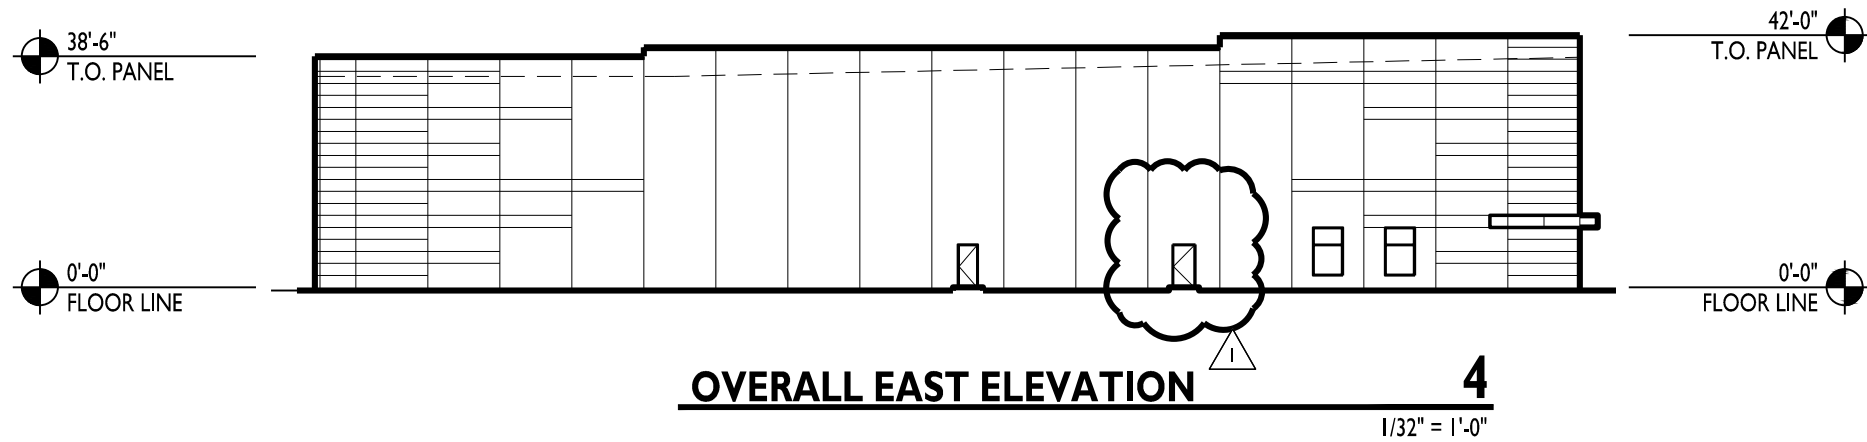 38'-6"
T.O. PANEL
42'-0"
T.O. PANEL
0'-0"
FLOOR LINE
0'-0"
FLOOR LINE
1
OVERALL EAST ELEVATION 4
1/32" = 1'-0"